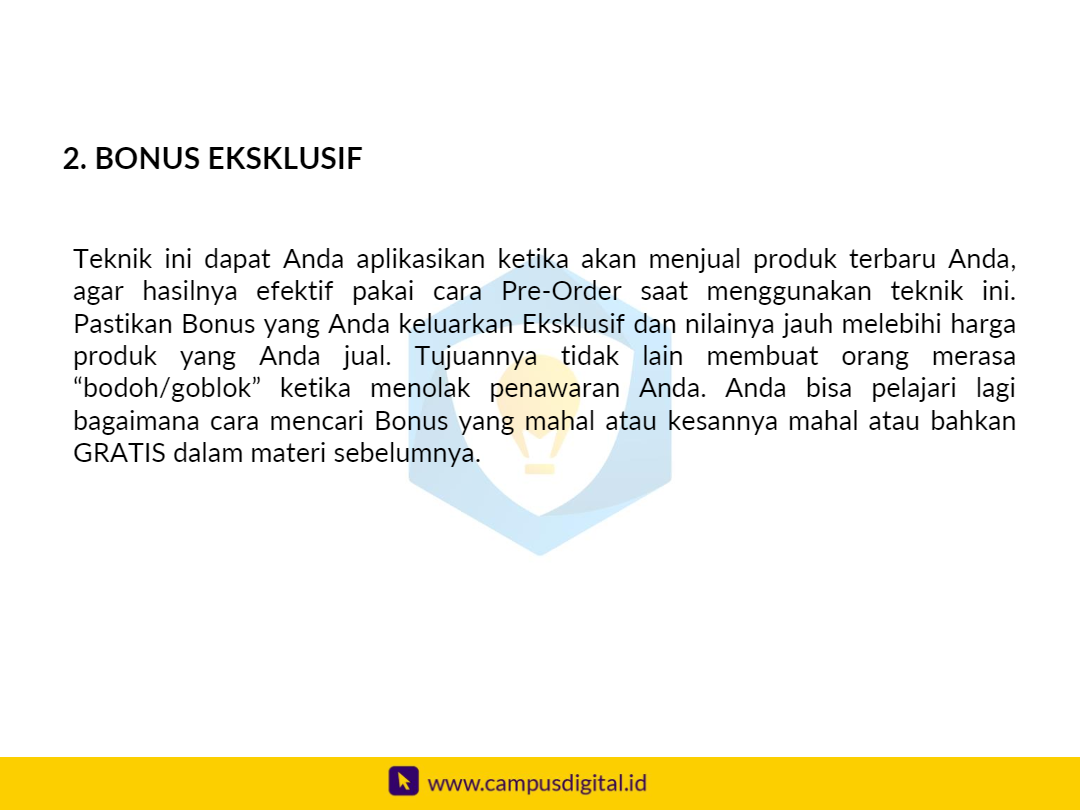 2. BONUS EKSKLUSIF
Teknik ini dapat Anda aplikasikan ketika akan menjual produk terbaru Anda,
agar hasilnya efektif pakai cara Pre-Order saat menggunakan teknik ini.
Pastikan Bonus yang Anda keluarkan Eksklusif dan nilainya jauh melebihi harga
produk yang Anda jual. Tujuannya tidak lain membuat orang merasa
“bodoh/goblok” ketika menolak penawaran Anda. Anda bisa pelajari lagi
bagaimana cara mencari Bonus yang mahal atau kesannya mahal atau bahkan
GRATIS dalam materi sebelumnya.
www.campusdigital.id